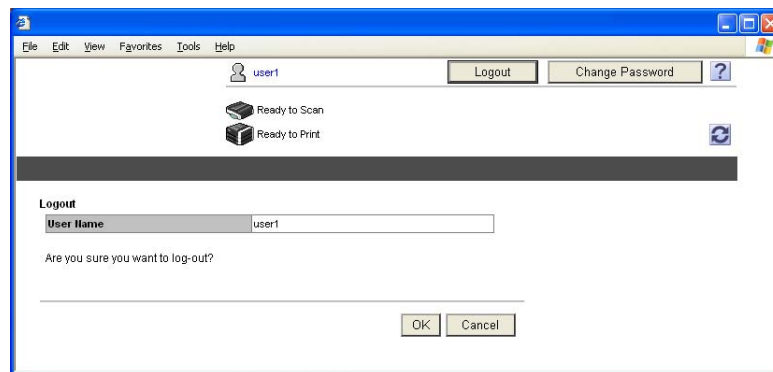 File Edit View Favorites Tools Help
user1 Logout Change Password ?
Ready to Scan
Ready to Print
Logout
User Name user1
Are you sure you want to log-out?
OK Cancel